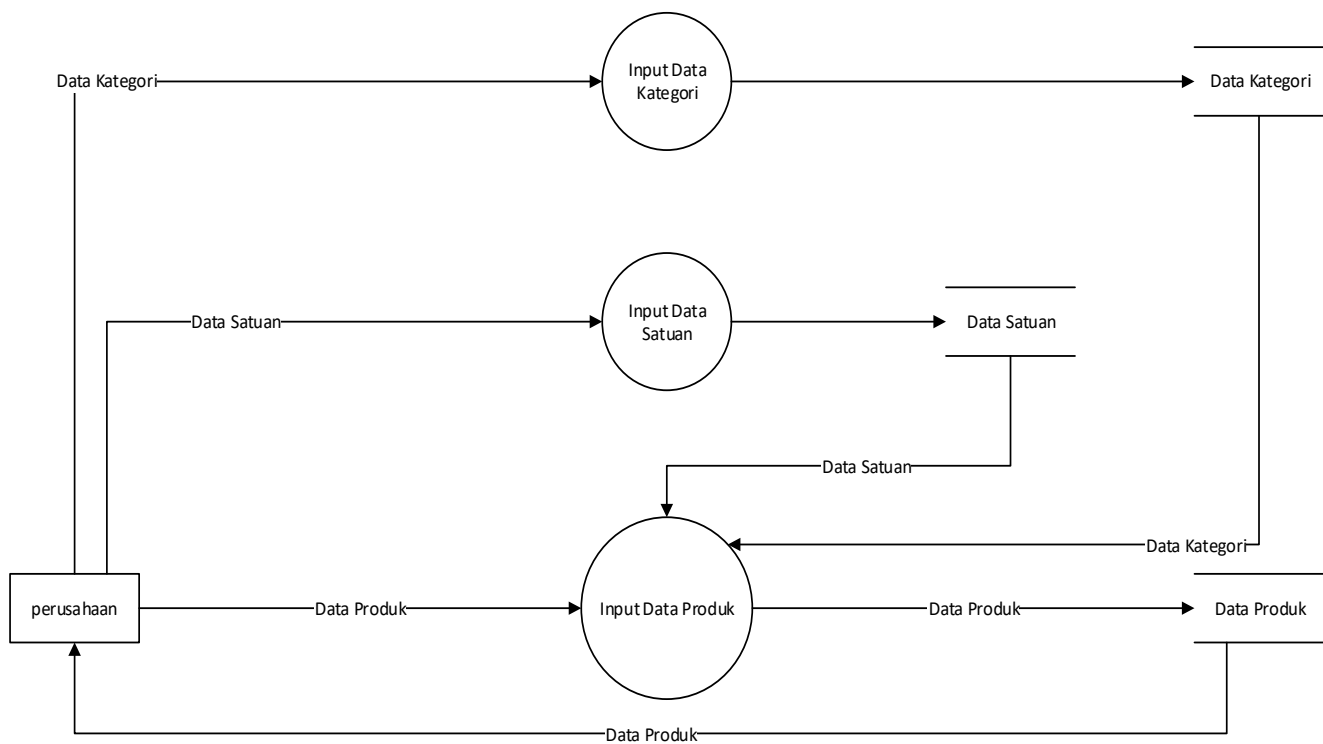 Data Kategori
Input Data
Kategori
Data Kategori
Data Satuan
Input Data
Satuan
Data Satuan
Data Satuan
Data Kategori
perusahaan
Data Produk
Input Data Produk
Data Produk
Data Produk
Data Produk